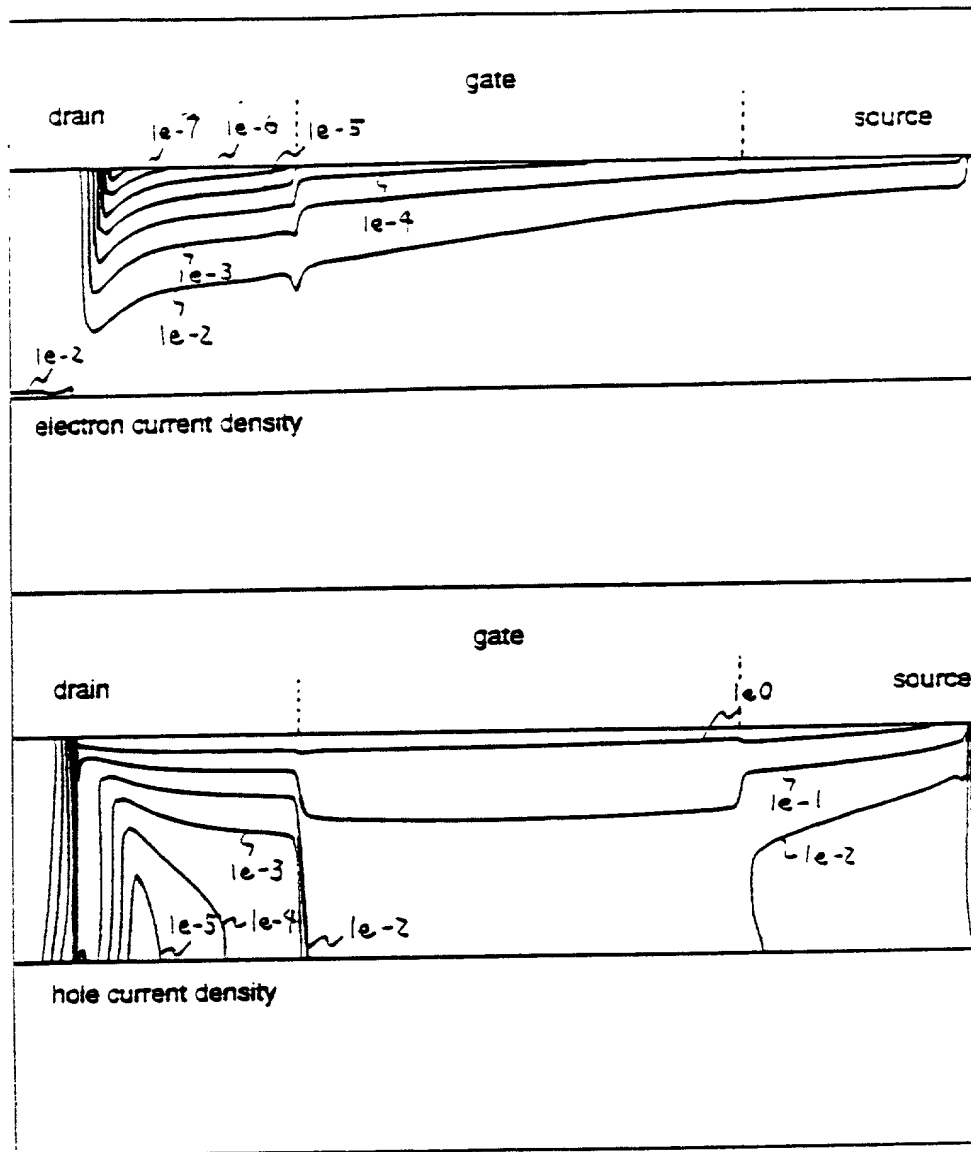 gate
drain
source
1e-7
1e-6
1e-5
1e-4
1e-3
1e-2
1e-2
electron current density
gate
drain
source
1e0
1e-1
1e-3
1e-2
1e-5
1e-4
1e-2
hole current density